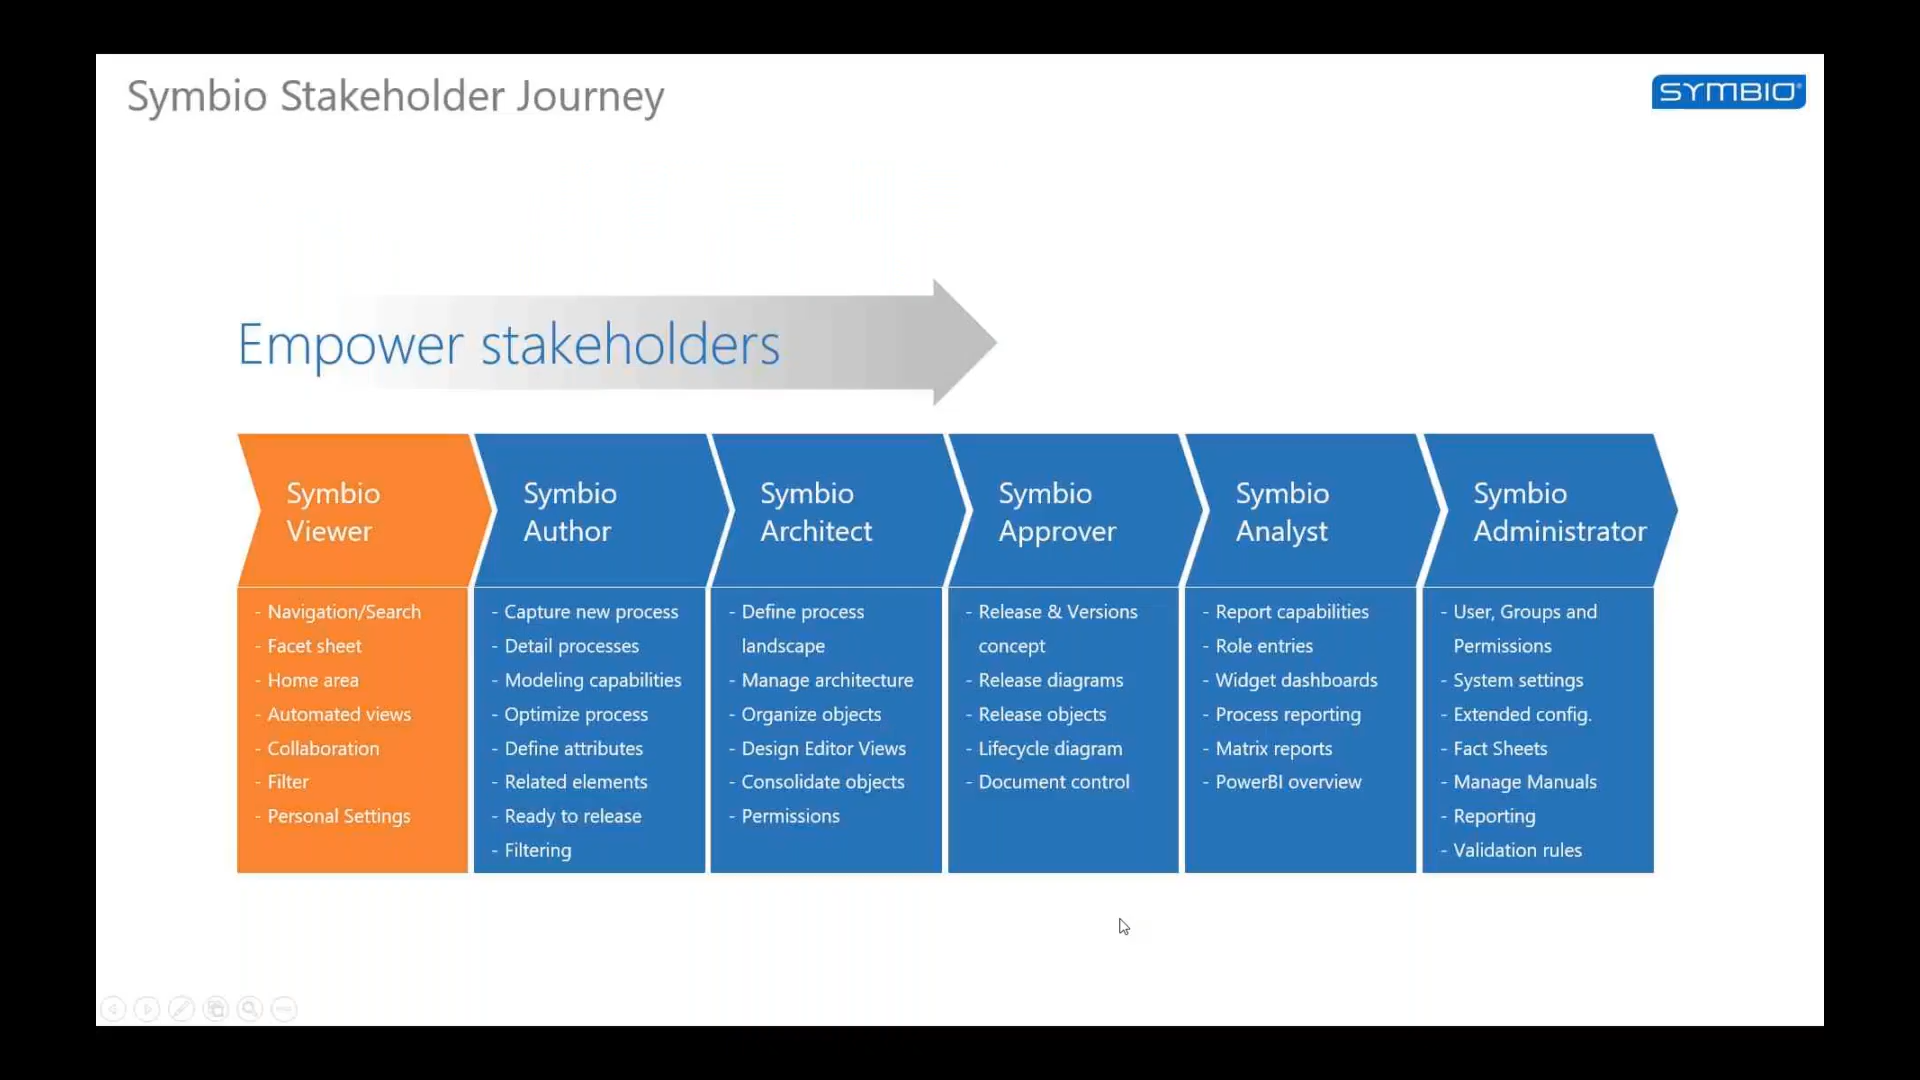 Symbio Stakeholder Journey
SYMBIO®
Empower stakeholders
Symbio
Viewer
- Navigation/Search
- Facet sheet
- Home area
- Automated views
- Collaboration
- Filter
- Personal Settings
Symbio
Author
- Capture new process
- Detail processes
- Modeling capabilities
- Optimize process
- Define attributes
- Related elements
- Ready to release
- Filtering
Symbio
Architect
- Define process
landscape
- Manage architecture
- Organize objects
- Design Editor Views
- Consolidate objects
- Permissions
Symbio
Approver
- Release & Versions
concept
- Release diagrams
- Release objects
- Lifecycle diagram
- Document control
Symbio
Analyst
- Report capabilities
- Role entries
- Widget dashboards
- Process reporting
- Matrix reports
- PowerBI overview
Symbio
Administrator
- User, Groups and
Permissions
- System settings
- Extended config.
- Fact Sheets
- Manage Manuals
- Reporting
- Validation rules